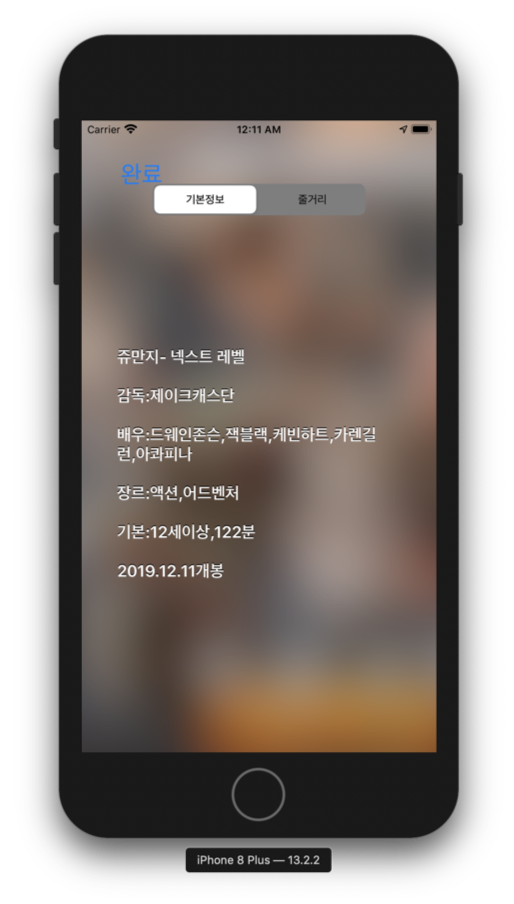 Carrier 12:11 AM
완료
기본정보 줄거리
쥬만지- 넥스트 레벨
감독:제이크캐스단
배우:드웨인존슨,잭블랙,케빈하트,카렌길
런,아콰피나
장르:액션,어드벤처
기본:12세이상,122분
2019.12.11개봉
iPhone 8 Plus — 13.2.2